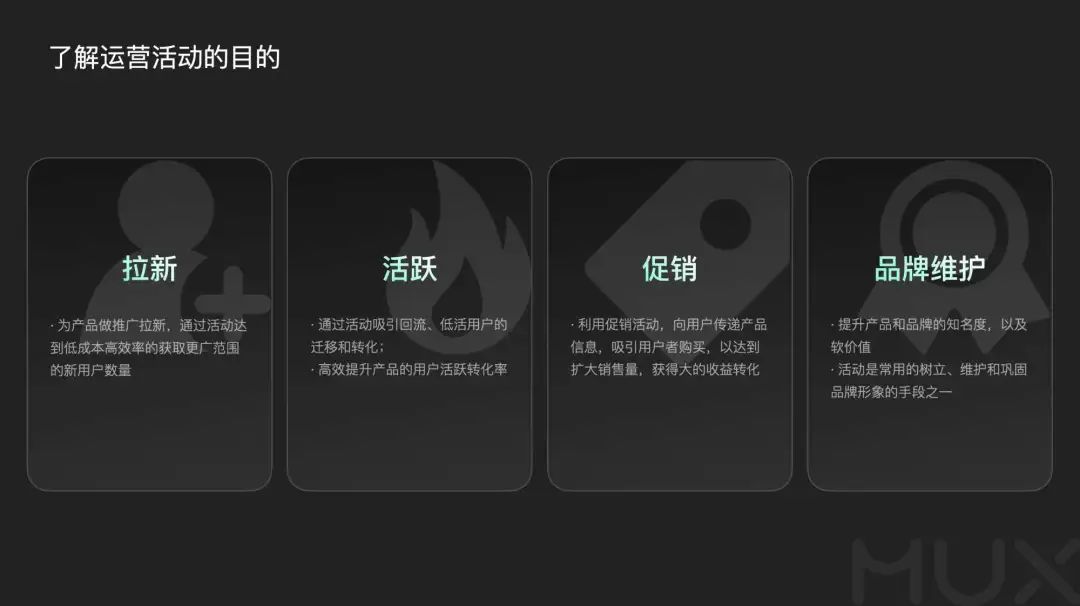 了解运营活动的目的
拉新
· 为产品做推广拉新，通过活动达
到低成本高效率的获取更广范围
的新用户数量
活跃
· 通过活动吸引回流、低活用户的
迁移和转化；
· 高效提升产品的用户活跃转化率
促销
· 利用促销活动，向用户传递产品
信息，吸引用户者购买，以达到
扩大销售量，获得大的收益转化
品牌维护
· 提升产品和品牌的知名度，以及
软价值
· 活动是常用的树立、维护和巩固
品牌形象的手段之一
MUX